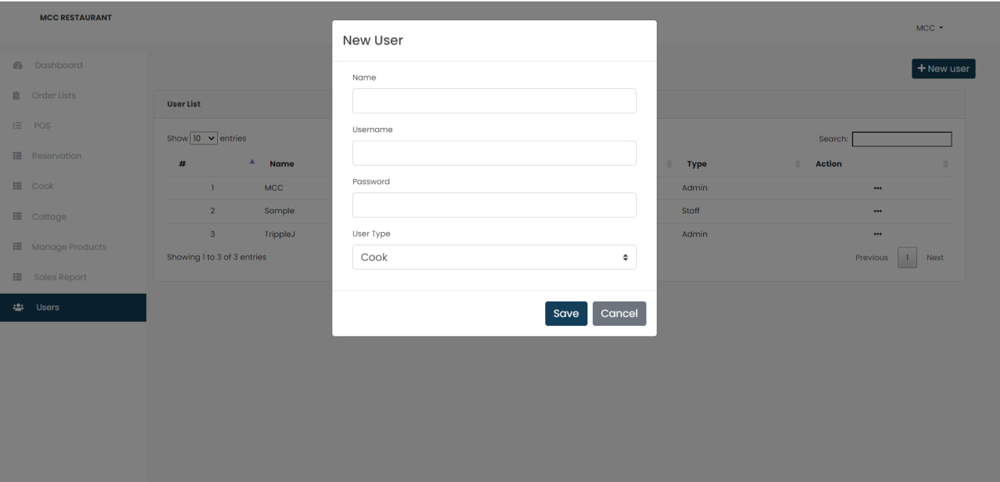 MCC RESTAURANT
MCC
Dashboard
Order Lists
POS
Reservation
Cook
Cottage
Manage Products
Sales Report
Users
+ New user
User List
Show 10 entries
Search:
# Name Type Action
1 MCC Admin ...
2 Sample Staff ...
3 TrippleJ Admin ...
Showing 1 to 3 of 3 entries
Previous 1 Next
New User
Name
Username
Password
User Type
Cook
Save Cancel